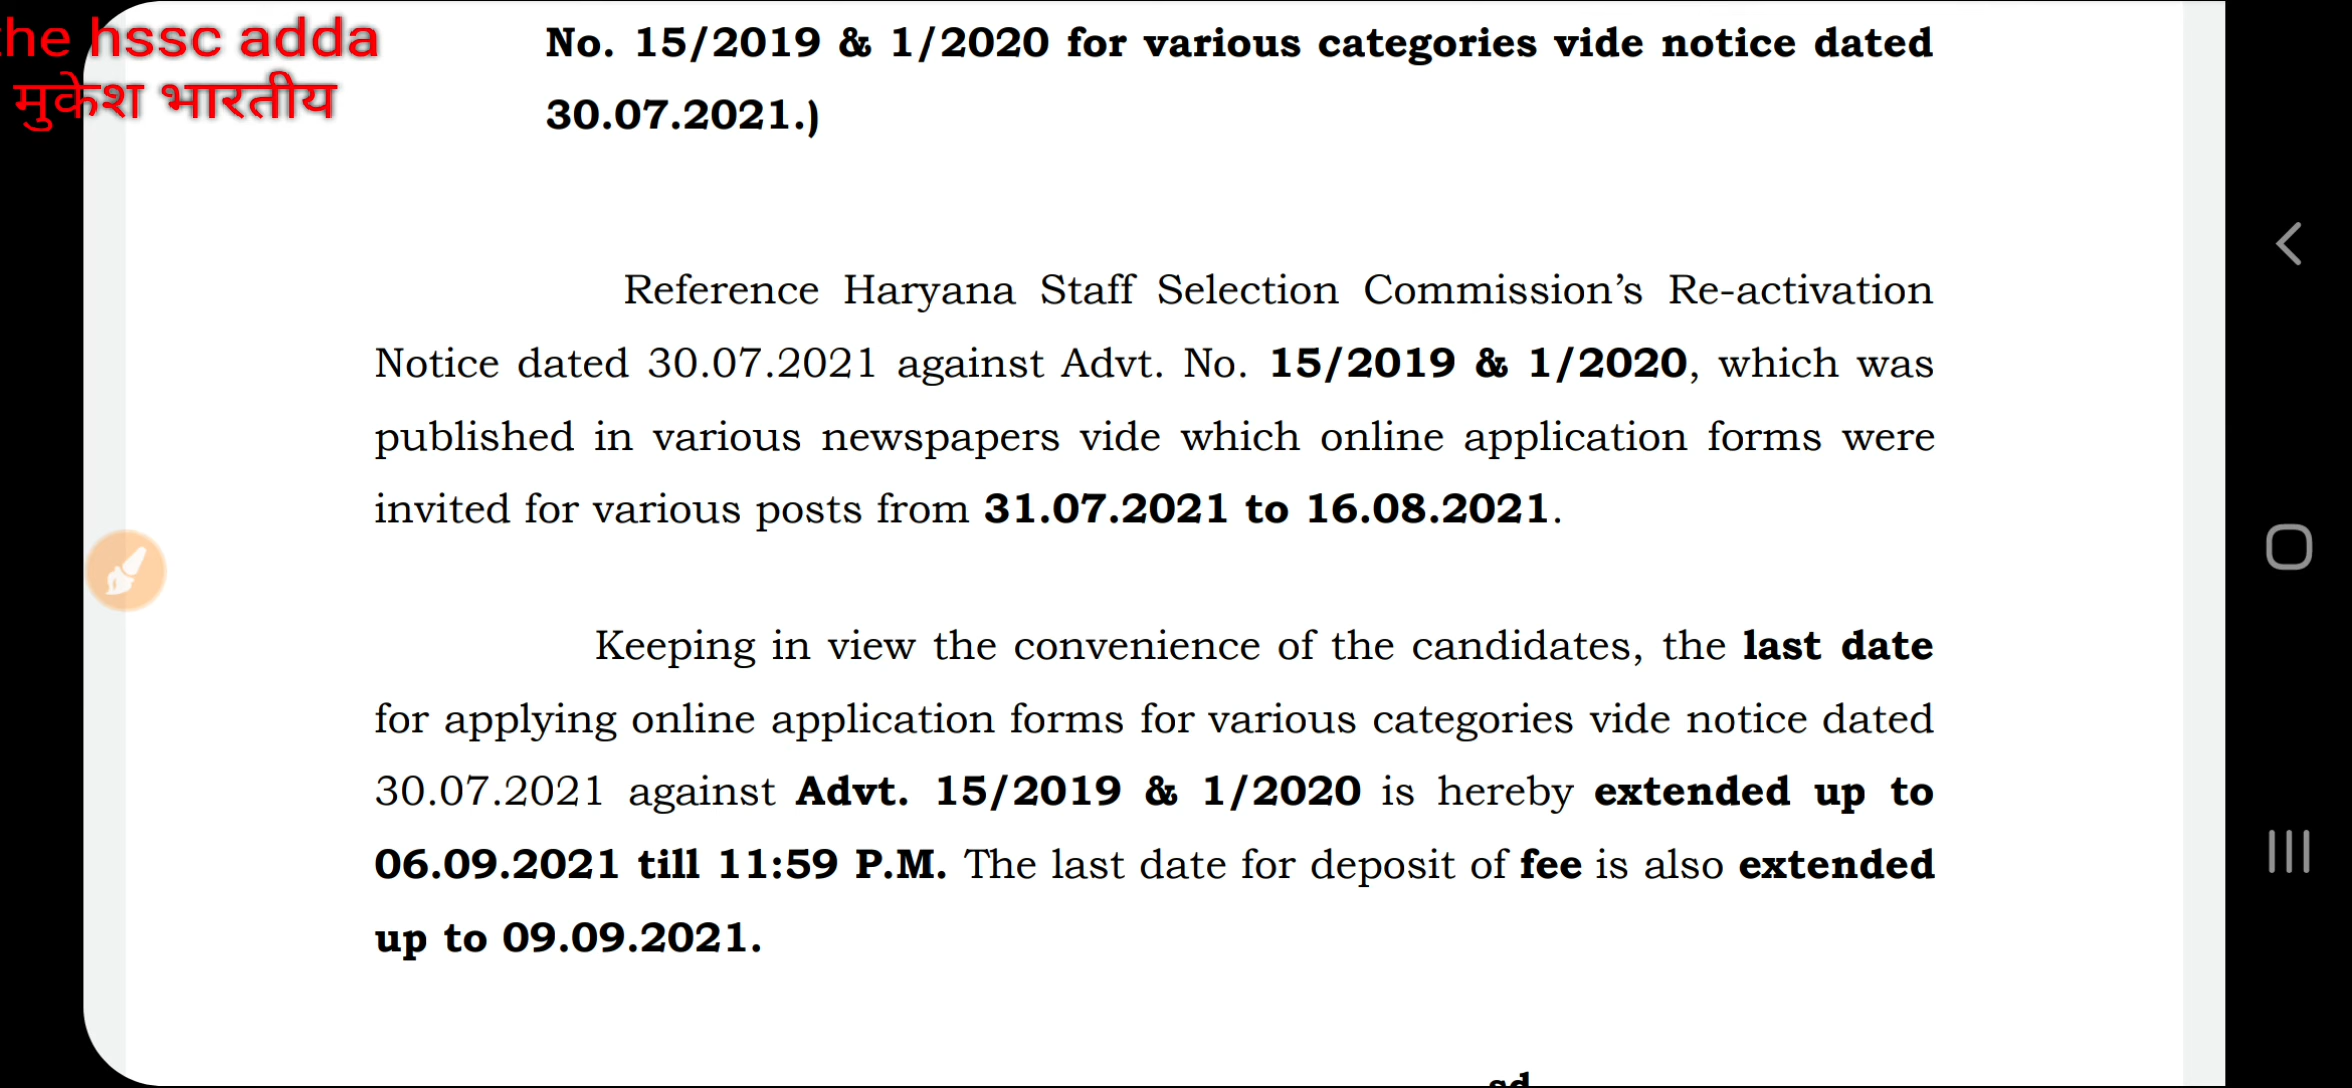 he hssc adda
मुकेश भारतीय
No. 15/2019 & 1/2020 for various categories vide notice dated
30.07.2021.)
Reference Haryana Staff Selection Commission’s Re-activation
Notice dated 30.07.2021 against Advt. No. 15/2019 & 1/2020, which was
published in various newspapers vide which online application forms were
invited for various posts from 31.07.2021 to 16.08.2021.
Keeping in view the convenience of the candidates, the last date
for applying online application forms for various categories vide notice dated
30.07.2021 against Advt. 15/2019 & 1/2020 is hereby extended up to
06.09.2021 till 11:59 P.M. The last date for deposit of fee is also extended
up to 09.09.2021.